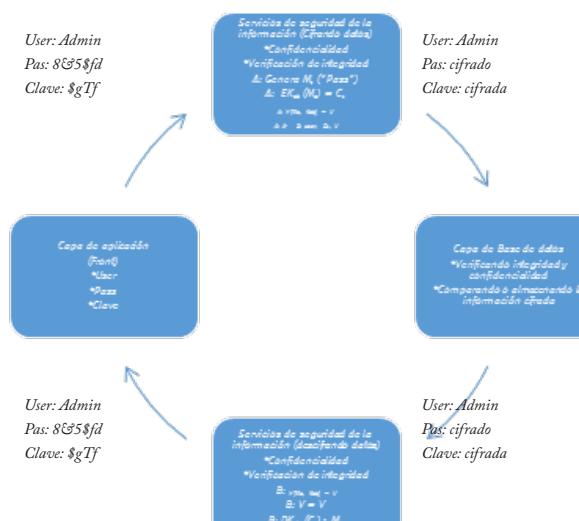 Servicios de seguridad de la
información (Cifrando datos)
*Confidencialidad
*Verificación de integridad
A: Genera Mₐ ("Pass")
User: Admin
Pas: 8&5$fd
Clave: $gTf
User: Admin
Pas: cifrado
Clave: cifrada
Capa de aplicación
(Front)
*User
*Pass
*Clave
Capa de Base de datos
*Verificando integridad y
confidencialidad
*Comparando ó almacenando
información cifrada
User: Admin
Pas: 8&5$fd
Clave: $gTf
User: Admin
Pas: cifrado
Clave: cifrada
Servicios de seguridad de la
información (descifrando datos)
*Confidencialidad
*Verificación de integridad
B: V = V